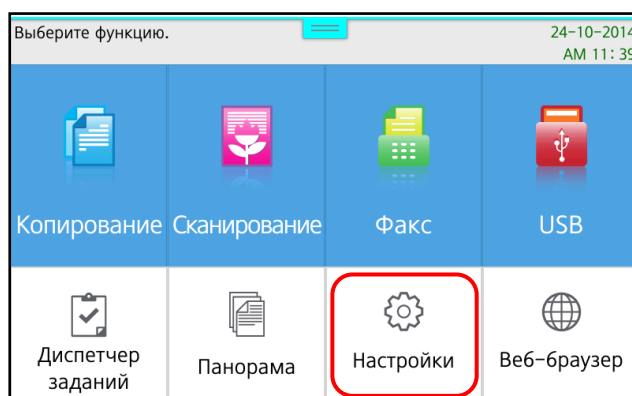 Выберите функцию.
24-10-2014
AM 11:39
Копирование
Сканирование
Факс
USB
Диспетчер
заданий
Панорама
Настройки
Веб-браузер